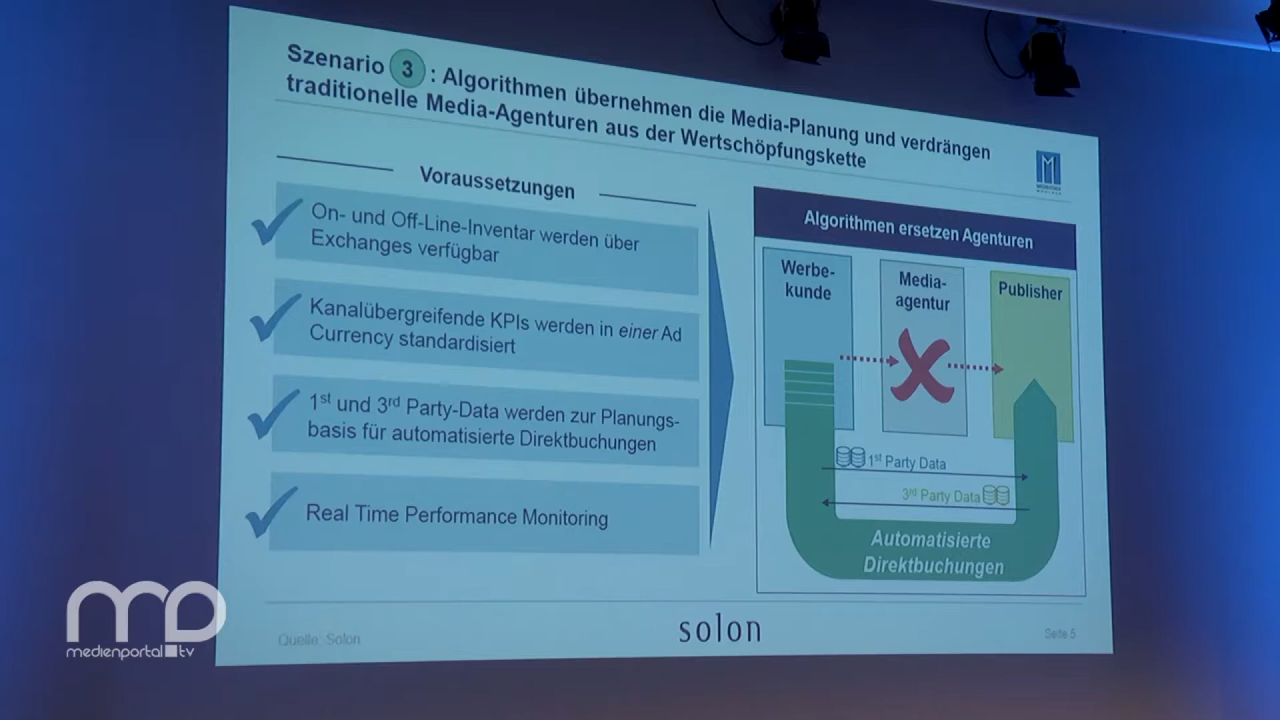 Szenario 3 : Algorithmen übernehmen die Media-Planung und verdrängen
traditionelle Media-Agenturen aus der Wertschöpfungskette
Voraussetzungen
On- und Off-Line-Inventar werden über
Exchanges verfügbar
Kanalübergreifende KPIs werden in einer Ad
Currency standardisiert
1st und 3rd Party-Data werden zur Planungs-
basis für automatisierte Direktbuchungen
Real Time Performance Monitoring
Algorithmen ersetzen Agenturen
Werbe-
kunde
Media-
agentur
Publisher
1st Party Data
3rd Party Data
Automatisierte
Direktbuchungen
Quelle: Solon
solon
Seite 5
medienportal tv